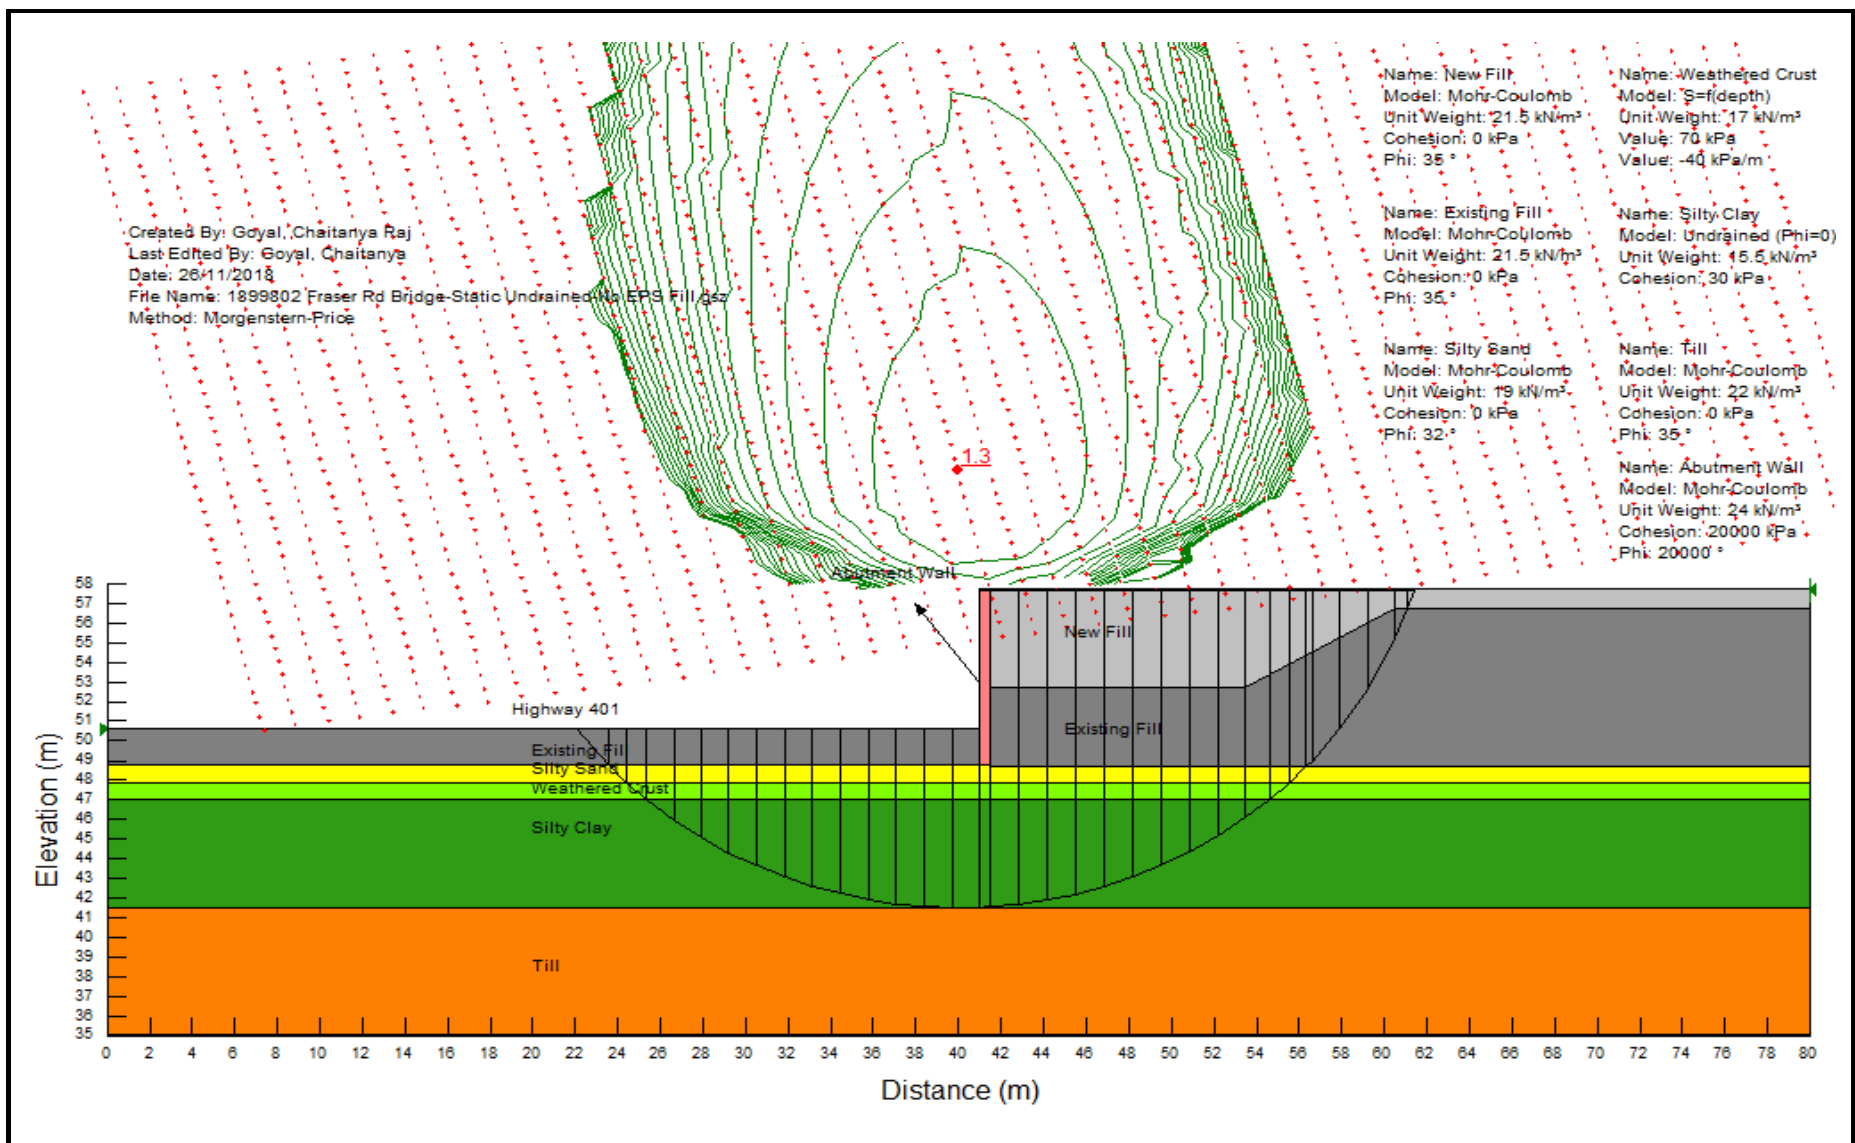 Name: New Fill
Model: Mohr-Coulomb
Unit Weight: 21.5 kN/m³
Cohesion: 0 kPa
Phi: 35 °
Name: Weathered Crust
Model: S=f(depth)
Unit Weight: 17 kN/m³
Value: 70 kPa
Value: -40 kPa/m
Name: Existing Fill
Model: Mohr-Coulomb
Unit Weight: 21.5 kN/m³
Cohesion: 0 kPa
Phi: 35 °
Name: Silty Clay
Model: Undrained (Phi=0)
Unit Weight: 15.5 kN/m³
Cohesion: 30 kPa
Created By: Goyal, Chaitanya Raj
Last Edited By: Goyal, Chaitanya
Date: 26/11/2018
File Name: 1899802 Fraser Rd Bridge-Static Undrained-No EPS Fill.gsz
Method: Morgenstern-Price
Name: Silty Sand
Model: Mohr-Coulomb
Unit Weight: 19 kN/m³
Cohesion: 0 kPa
Phi: 32 °
Name: Till
Model: Mohr-Coulomb
Unit Weight: 22 kN/m³
Cohesion: 0 kPa
Phi: 35 °
1.3
Name: Abutment Wall
Model: Mohr-Coulomb
Unit Weight: 24 kN/m³
Cohesion: 20000 kPa
Phi: 20000 °
Abutment Wall
New Fill
Highway 401
Existing Fill
Existing Fill
Silty Sand
Weathered Crust
Silty Clay
Till
Elevation (m)
58
57
56
55
54
53
52
51
50
49
48
47
46
45
44
43
42
41
40
39
38
37
36
35
0 2 4 6 8 10 12 14 16 18 20 22 24 26 28 30 32 34 36 38 40 42 44 46 48 50 52 54 56 58 60 62 64 66 68 70 72 74 76 78 80
Distance (m)